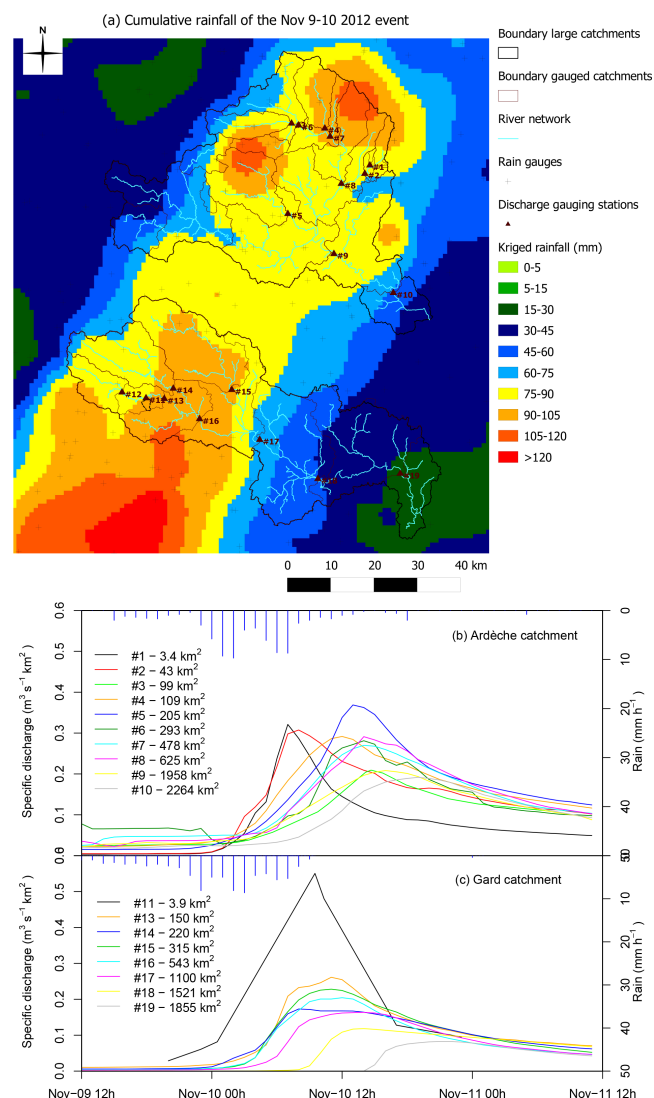 (a) Cumulative rainfall of the Nov 9-10 2012 event
N
Boundary large catchments
Boundary gauged catchments
River network
Rain gauges
Discharge gauging stations
Kriged rainfall (mm)
0-5
5-15
15-30
30-45
45-60
60-75
75-90
90-105
105-120
>120
#6
#4
#7
#1
#2
#8
#5
#9
#10
#12
#14
#13
#15
#16
#17
0 10 20 30 40 km
(b) Ardèche catchment
Specific discharge (m³ s⁻¹ km²)
0.6
0.5
0.4
0.3
0.2
0.1
#1 − 3.4 km²
#2 − 43 km²
#3 − 99 km²
#4 − 109 km²
#5 − 205 km²
#6 − 293 km²
#7 − 478 km²
#8 − 625 km²
#9 − 1958 km²
#10 − 2264 km²
Rain (mm h⁻¹)
0
10
20
30
40
(c) Gard catchment
Specific discharge (m³ s⁻¹ km²)
0.5
0.4
0.3
0.2
0.1
0.0
#11 − 3.9 km²
#13 − 150 km²
#14 − 220 km²
#15 − 315 km²
#16 − 543 km²
#17 − 1100 km²
#18 − 1521 km²
#19 − 1855 km²
Rain (mm h⁻¹)
10
20
30
40
50
Nov−09 12h
Nov−10 00h
Nov−10 12h
Nov−11 00h
Nov−11 12h